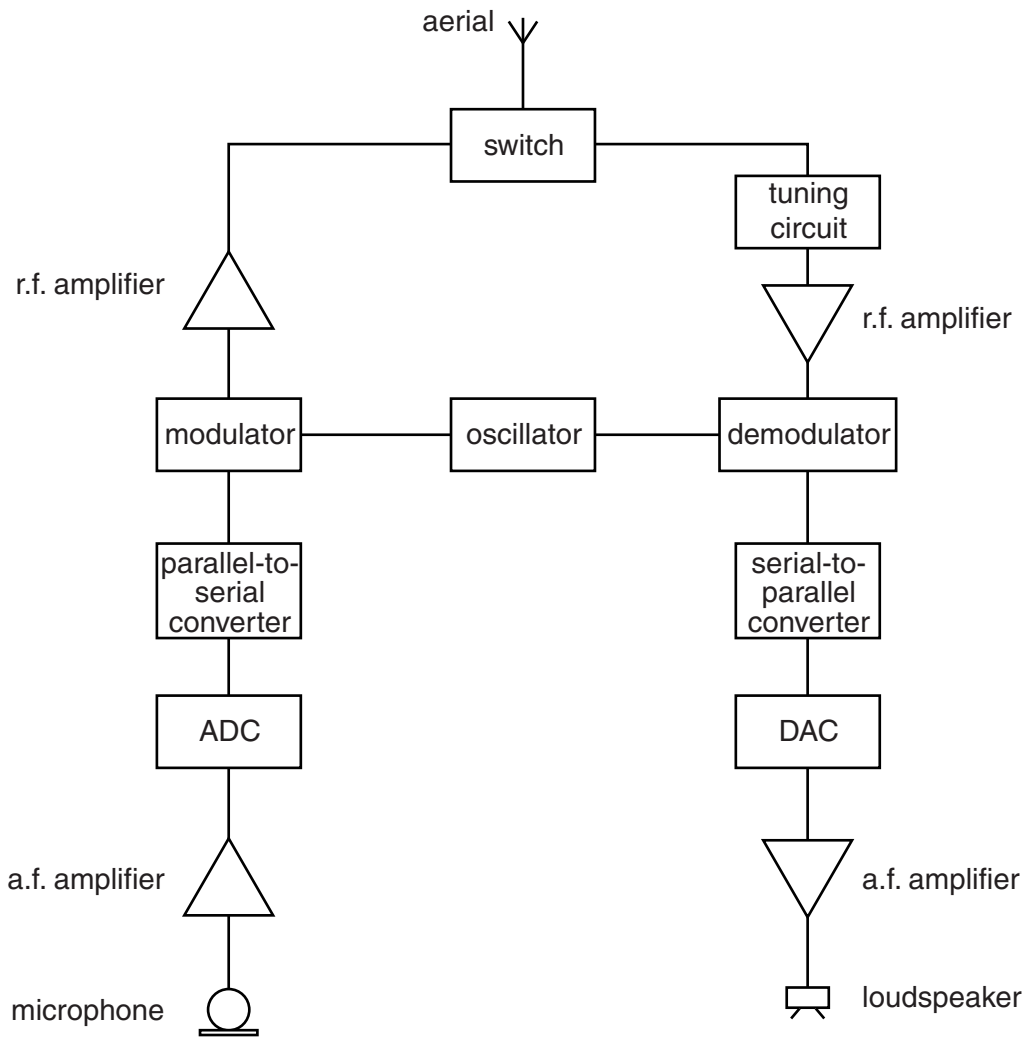 aerial
switch
tuning
circuit
r.f. amplifier
r.f. amplifier
modulator
oscillator
demodulator
parallel-to-
serial
converter
serial-to-
parallel
converter
ADC
DAC
a.f. amplifier
a.f. amplifier
microphone
loudspeaker